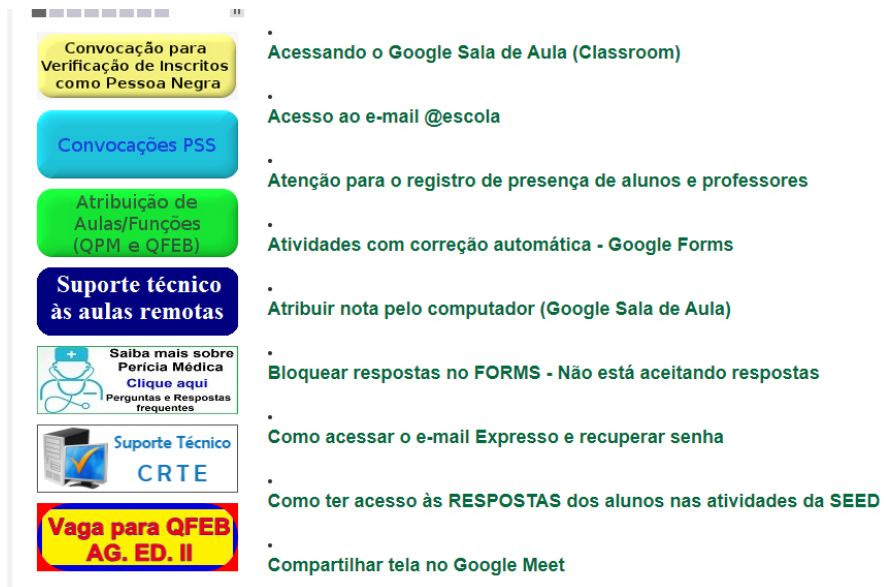 Convocação para
Verificação de Inscritos
como Pessoa Negra
Convocações PSS
Atribuição de
Aulas/Funções
(QPM e QFEB)
Suporte técnico
às aulas remotas
Saiba mais sobre
Perícia Médica
Clique aqui
Perguntas e Respostas
frequentes
Suporte Técnico
CRTE
Vaga para QFEB
AG. ED. II
Acessando o Google Sala de Aula (Classroom)
Acesso ao e-mail @escola
Atenção para o registro de presença de alunos e professores
Atividades com correção automática - Google Forms
Atribuir nota pelo computador (Google Sala de Aula)
Bloquear respostas no FORMS - Não está aceitando respostas
Como acessar o e-mail Expresso e recuperar senha
Como ter acesso às RESPOSTAS dos alunos nas atividades da SEED
Compartilhar tela no Google Meet